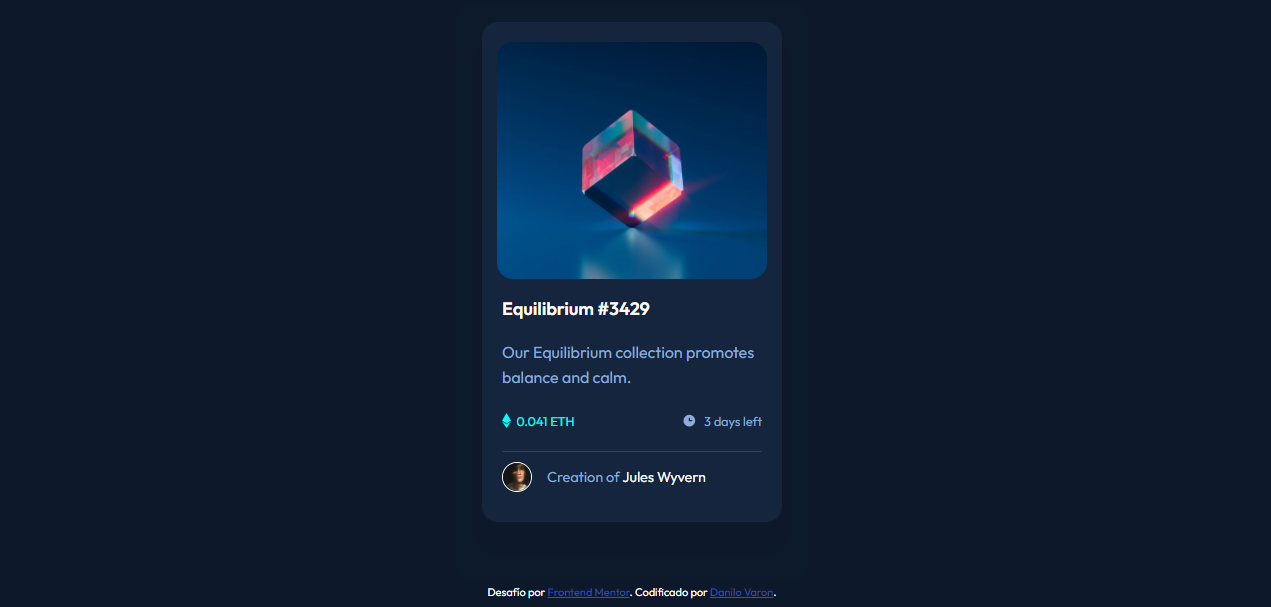 Equilibrium #3429
Our Equilibrium collection promotes
balance and calm.
0.041 ETH
3 days left
Creation of Jules Wyvern
Desafío por Frontend Mentor. Codificado por Danilo Varon.